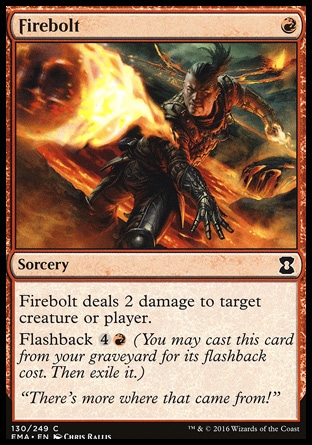 Firebolt
Sorcery
Firebolt deals 2 damage to target
creature or player.
Flashback 4 (You may cast this card
from your graveyard for its flashback
cost. Then exile it.)
“There’s more where that came from!”
130/249 C
EMA • EN Chris Rallis
™ & © 2016 Wizards of the Coast